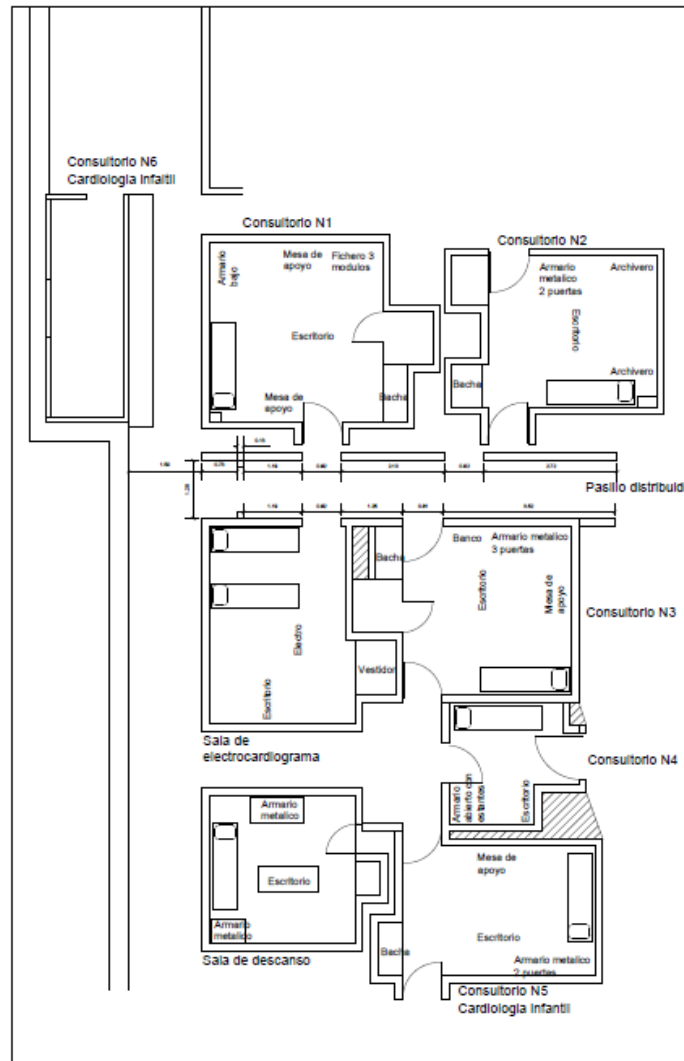 Consultorio N6
Cardiologia Infaltil
Consultorio N1
Mesa de
apoyo
Fichero 3
modulos
Armario
bajo
Escritorio
Mesa de
apoyo
Bacha
Consultorio N2
Armario
metalico
2 puertas
Archivero
Escritorio
Archivero
Bacha
0.15
1.80
0.75
1.10
0.80
2.10
0.80
2.72
1.20
Pasillo distribuid
1.10
0.80
1.25
0.81
3.52
Bacha
Banco
Armario metalico
3 puertas
Escritorio
Mesa de
apoyo
Consultorio N3
Electro
Escritorio
Vestidor
Sala de
electrocardiograma
Consultorio N4
Armario
abierto con
estantes
Escritorio
Armario
metalico
Escritorio
Armario
metalico
Sala de descanso
Mesa de
apoyo
Escritorio
Bacha
Armario metalico
2 puertas
Consultorio N5
Cardiologia Infantil